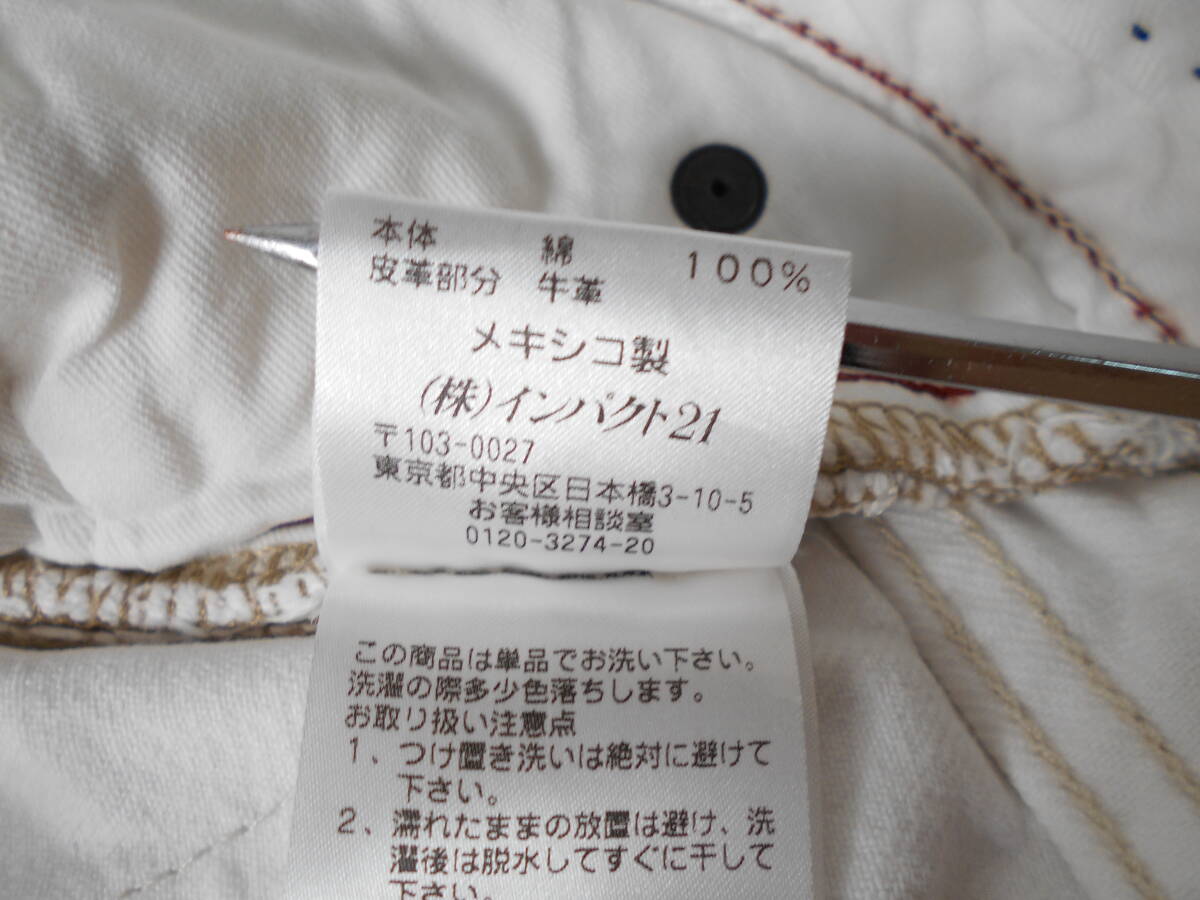 本体　綿　100%
皮革部分　牛革
メキシコ製
(株)インパクト21
〒103-0027
東京都中央区日本橋3-10-5
お客様相談室
0120-3274-20
この商品は単品でお洗い下さい。
洗濯の際多少色落ちします。
お取り扱い注意点
1、つけ置き洗いは絶対に避けて
下さい。
2、濡れたままの放置は避け、洗
濯後は脱水してすぐに干して
下さい。